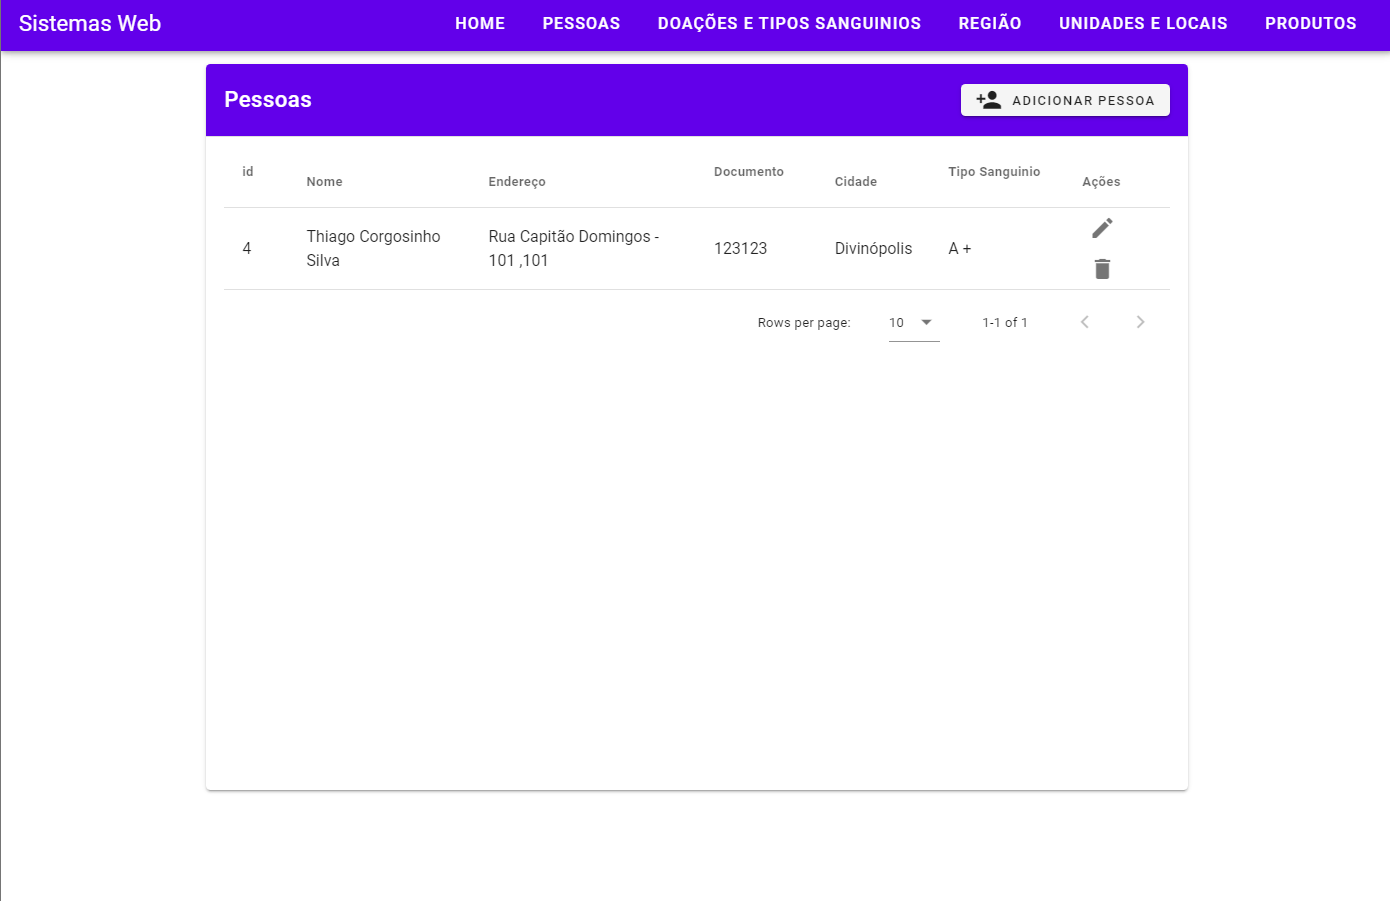 Sistemas Web HOME PESSOAS DOAÇÕES E TIPOS SANGUINIOS REGIÃO UNIDADES E LOCAIS PRODUTOS
Pessoas ADICIONAR PESSOA
id Nome Endereço Documento Cidade Tipo Sanguinio Ações
4 Thiago Corgosinho Silva Rua Capitão Domingos - 101 ,101 123123 Divinópolis A +
Rows per page: 10 1-1 of 1